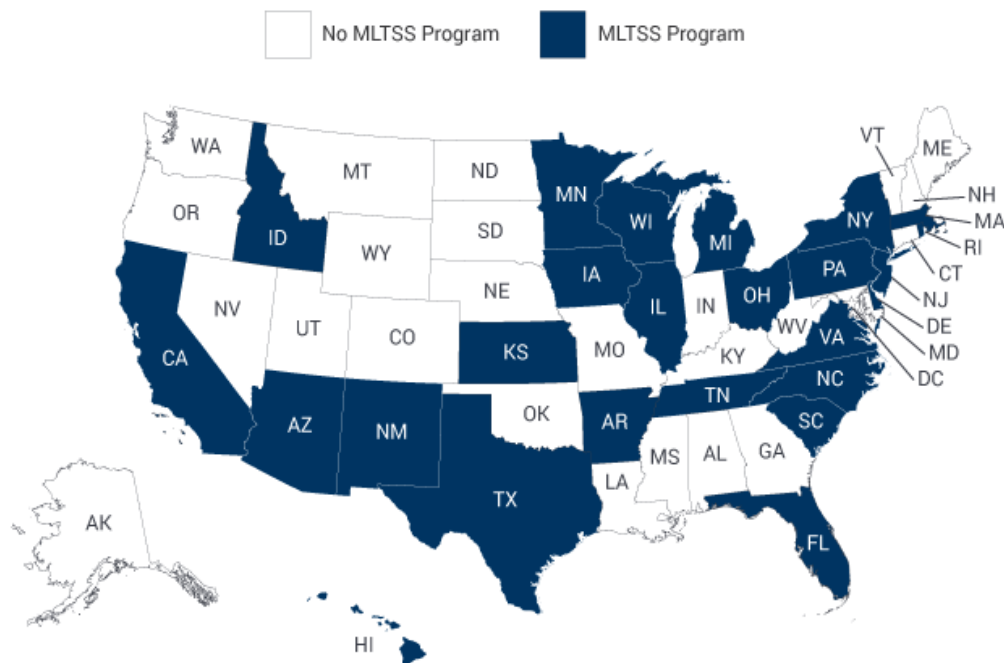 No MLTSS Program
MLTSS Program
WA
MT
ND
MN
VT
ME
OR
ID
SD
WI
NY
NH
MA
WY
MI
RI
IA
PA
CT
NV
NE
IL
IN
OH
NJ
UT
CO
DE
CA
KS
MO
WV
VA
MD
KY
DC
AZ
NM
OK
AR
TN
NC
SC
MS
AL
GA
TX
LA
AK
FL
HI